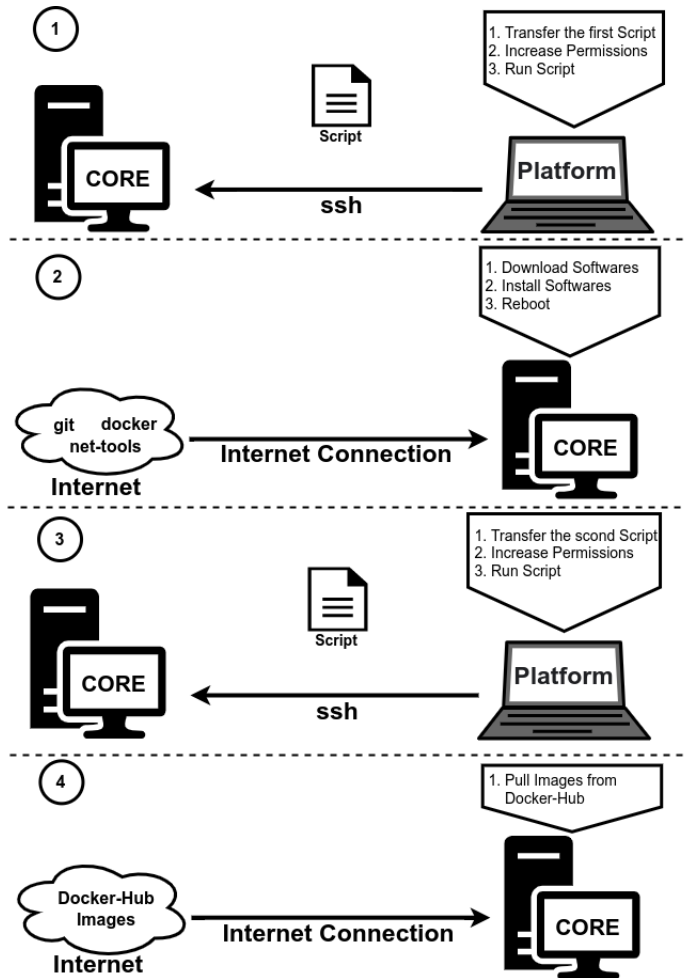 1
1. Transfer the first Script
2. Increase Permissions
3. Run Script
Script
CORE
Platform
ssh
2
1. Download Softwares
2. Install Softwares
3. Reboot
git docker
net-tools
Internet Connection
CORE
Internet
3
1. Transfer the scond Script
2. Increase Permissions
3. Run Script
Script
CORE
Platform
ssh
4
1. Pull Images from
Docker-Hub
Docker-Hub
Images
Internet Connection
CORE
Internet